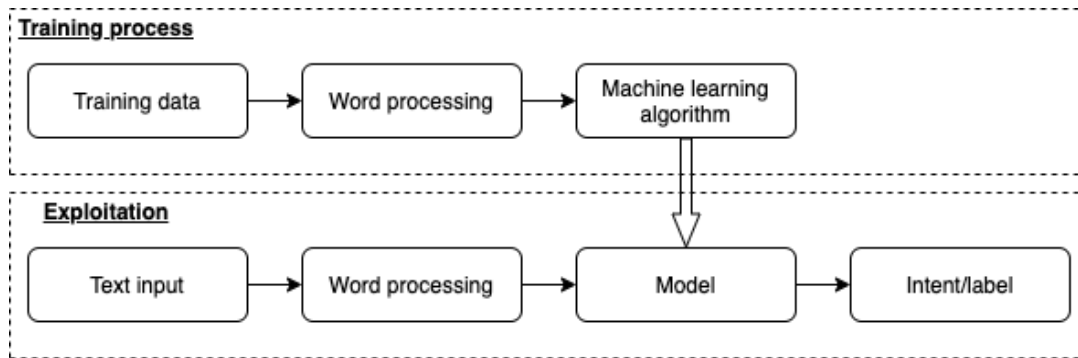 Training process
Training data
Word processing
Machine learning
algorithm
Exploitation
Text input
Word processing
Model
Intent/label